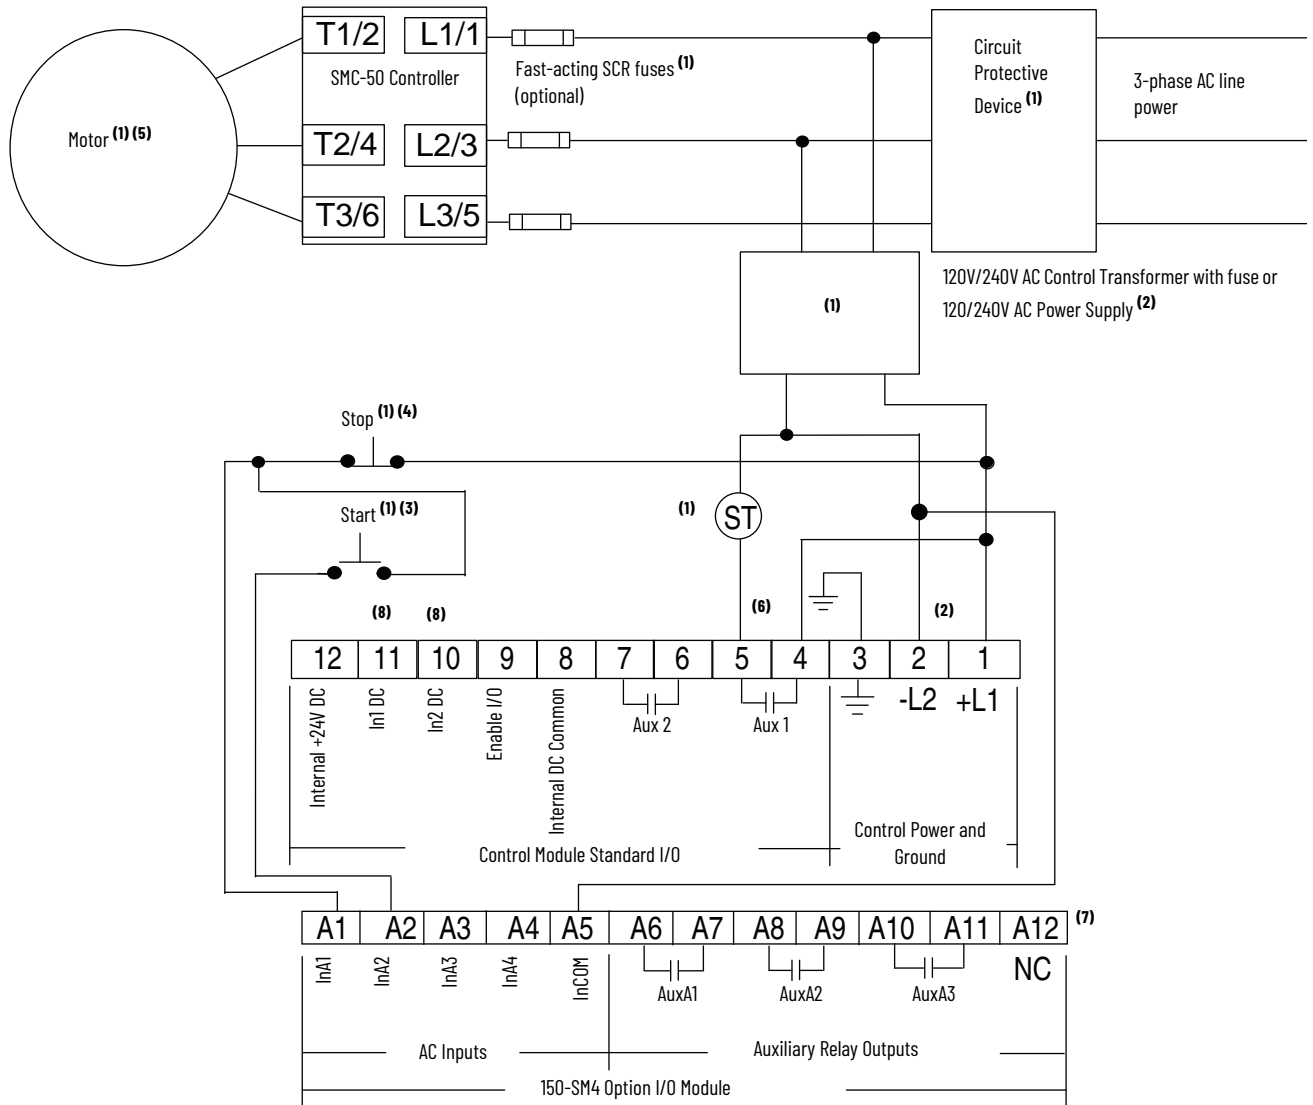 T1/2 L1/1
SMC-50 Controller
Fast-acting SCR fuses (1)
(optional)
Circuit
Protective
Device (1)
3-phase AC line
power
Motor (1) (5)
T2/4 L2/3
T3/6 L3/5
120V/240V AC Control Transformer with fuse or
120/240V AC Power Supply (2)
(1)
Stop (1) (4)
Start (1) (3)
(1)
ST
(8)
(8)
(6)
(2)
12 11 10 9 8 7 6 5 4 3 2 1
Internal +24V DC
In1 DC
In2 DC
Enable I/O
Internal DC Common
Aux 2
Aux 1
-L2 +L1
Control Module Standard I/O
Control Power and
Ground
A1 A2 A3 A4 A5 A6 A7 A8 A9 A10 A11 A12 (7)
InA1
InA2
InA3
InA4
InCOM
AuxA1
AuxA2
AuxA3
NC
AC Inputs
Auxiliary Relay Outputs
150-SM4 Option I/O Module